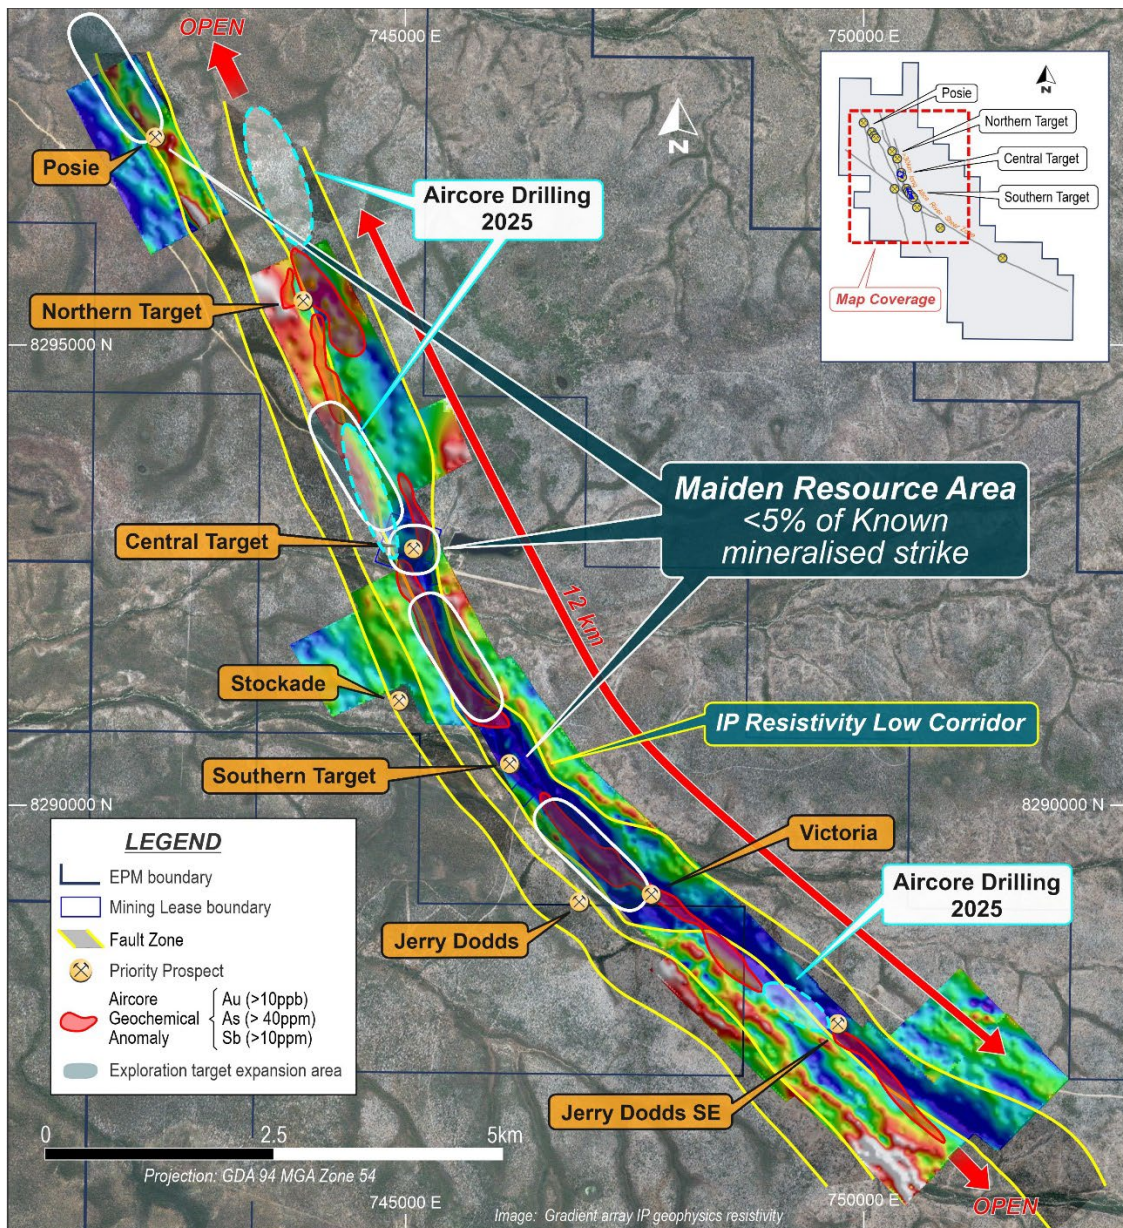 745000 E
750000 E
OPEN
N
N
Posie
Northern Target
Central Target
Southern Target
Map Coverage
Posie
Aircore Drilling
2025
Northern Target
8295000 N
Maiden Resource Area
<5% of Known
mineralised strike
Central Target
12 km
Stockade
IP Resistivity Low Corridor
Southern Target
8290000 N
8290000 N
Victoria
Aircore Drilling
2025
Jerry Dodds
Jerry Dodds SE
LEGEND
EPM boundary
Mining Lease boundary
Fault Zone
Priority Prospect
Aircore
Geochemical
Anomaly
Au (>10ppb)
As (> 40ppm)
Sb (>10ppm)
Exploration target expansion area
0
2.5
5km
Projection: GDA 94 MGA Zone 54
745000 E
750000 E
OPEN
Image: Gradient array IP geophysics resistivity